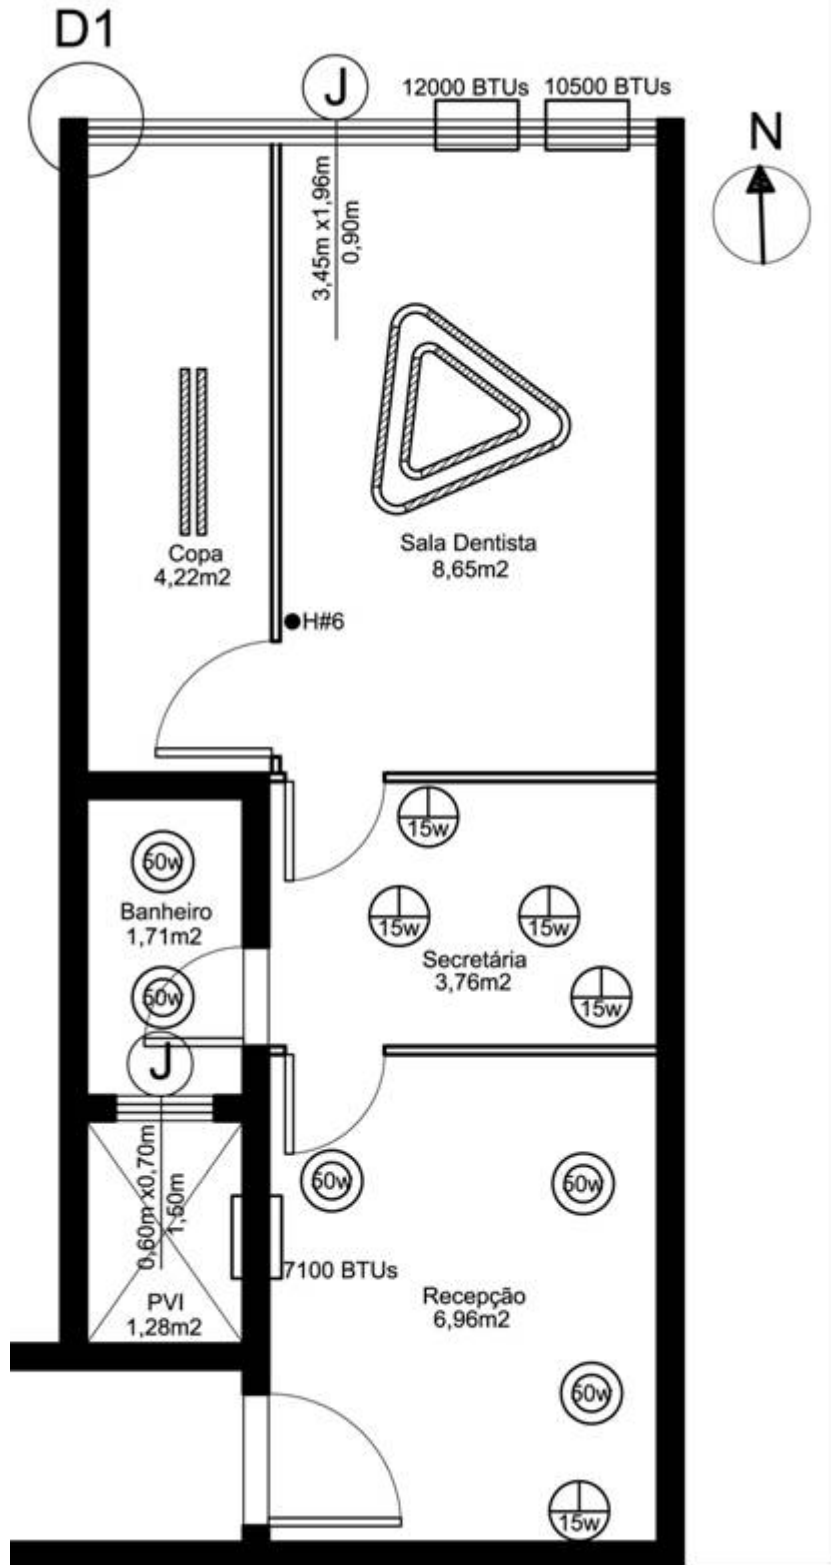 D1
J
12000 BTUs
10500 BTUs
N
3,45m x1,96m
0,90m
Copa
4,22m2
Sala Dentista
8,65m2
H#6
15w
50w
Banheiro
1,71m2
15w
15w
Secretária
3,76m2
50w
15w
J
0,60m x0,70m
1,50m
50w
50w
7100 BTUs
PVI
1,28m2
Recepção
6,96m2
50w
15w